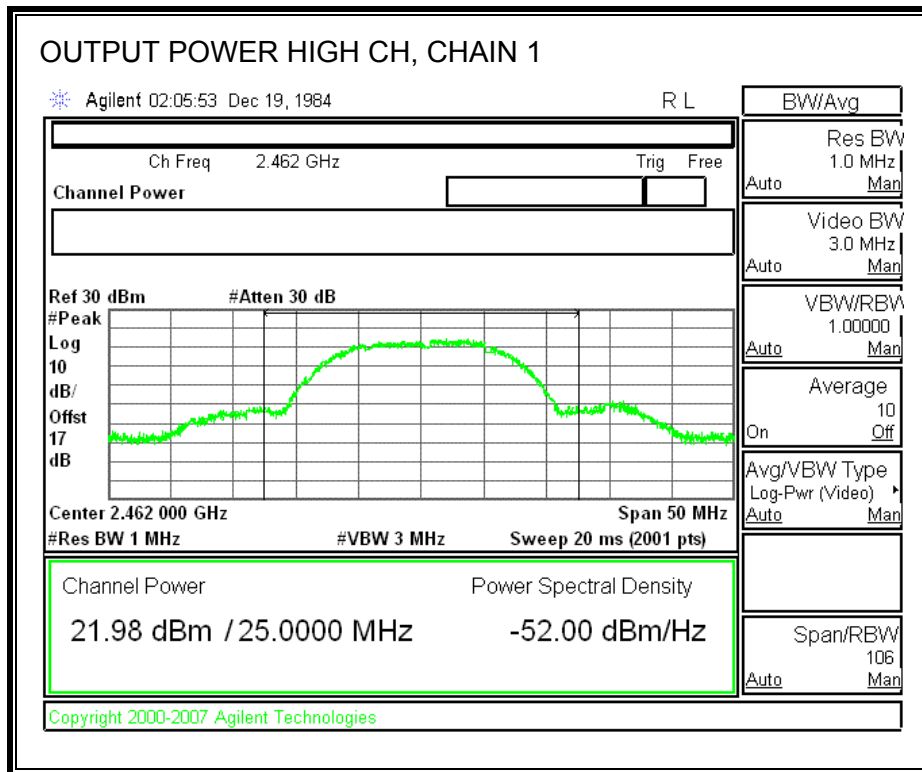 OUTPUT POWER HIGH CH, CHAIN 1
Agilent 02:05:53 Dec 19, 1984 R L
Ch Freq 2.462 GHz Trig Free
Channel Power
Ref 30 dBm #Atten 30 dB
#Peak
Log
10
dB/
Offst
17
dB
Center 2.462 000 GHz Span 50 MHz
#Res BW 1 MHz #VBW 3 MHz Sweep 20 ms (2001 pts)
Channel Power Power Spectral Density
21.98 dBm / 25.0000 MHz -52.00 dBm/Hz
Copyright 2000-2007 Agilent Technologies
BW/Avg
Res BW
1.0 MHz
Auto Man
Video BW
3.0 MHz
Auto Man
VBW/RBW
1.00000
Auto Man
Average
10
On Off
Avg/VBW Type
Log-Pwr (Video)
Auto Man
Span/RBW
106
Auto Man